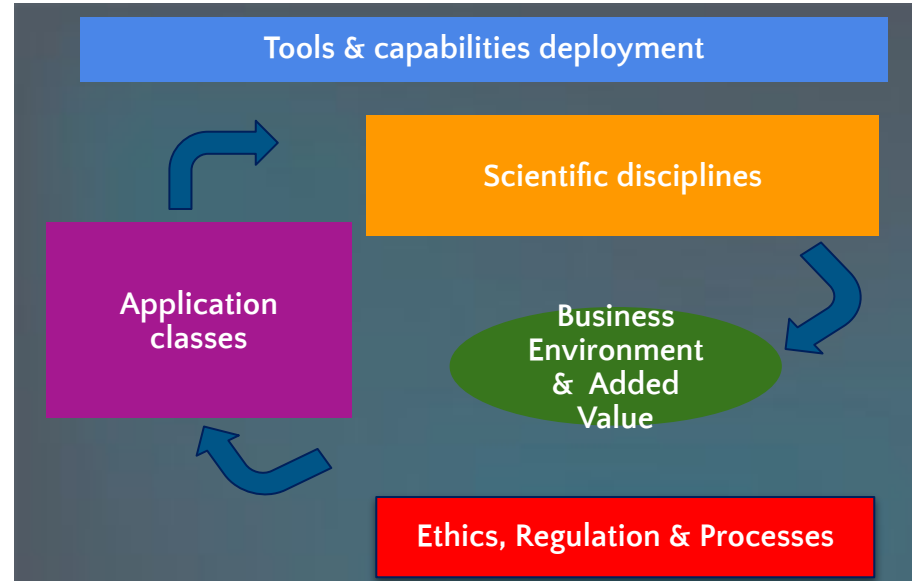 Tools & capabilities deployment
Scientific disciplines
Application
classes
Business
Environment
& Added
Value
Ethics, Regulation & Processes